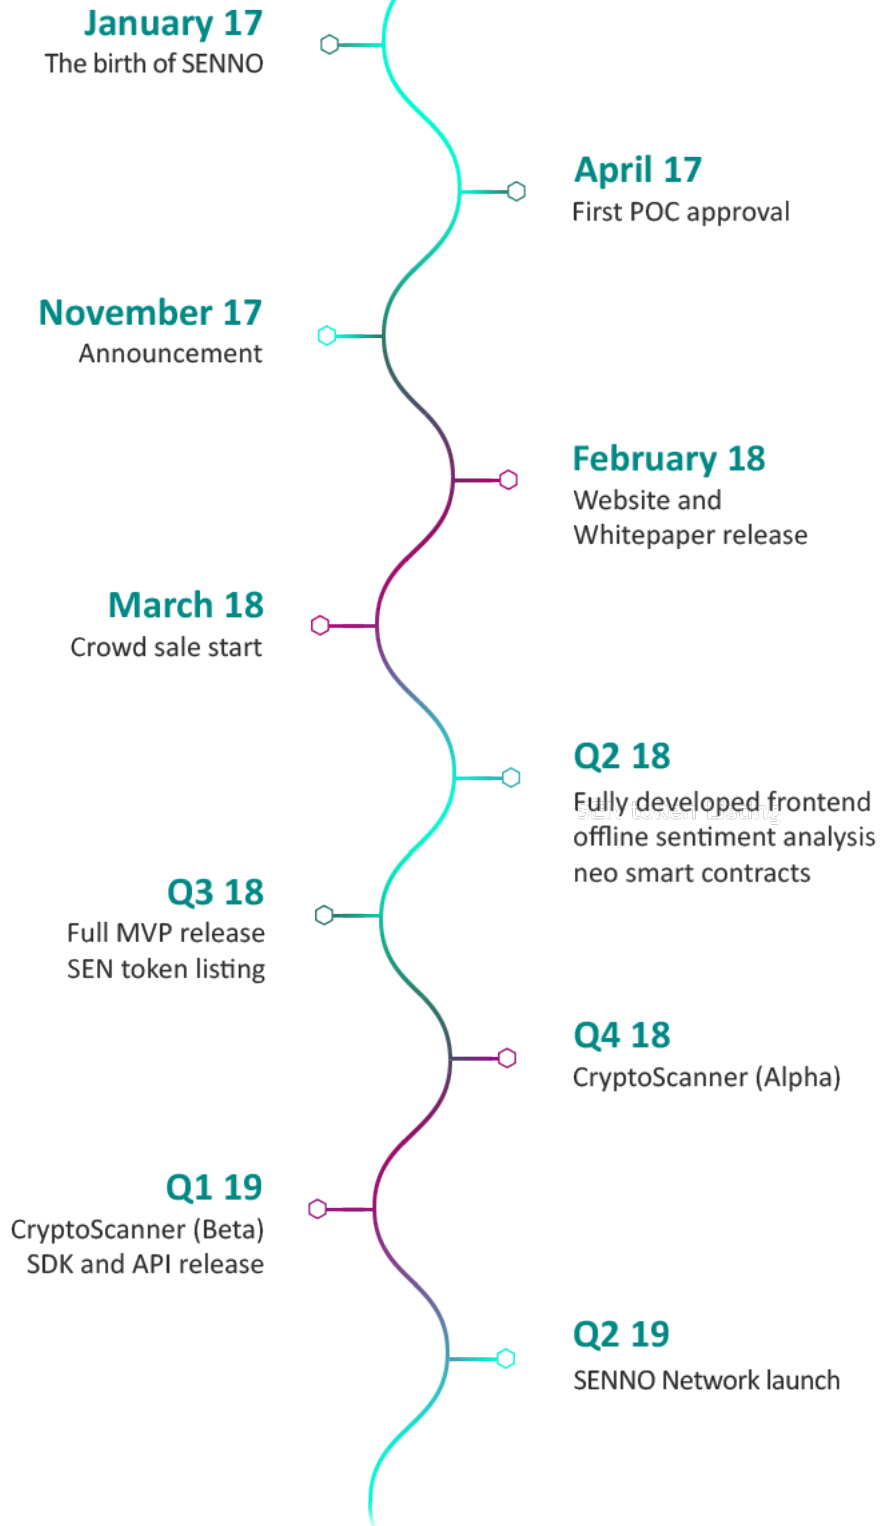 January 17
The birth of SENNO
April 17
First POC approval
November 17
Announcement
February 18
Website and
Whitepaper release
March 18
Crowd sale start
Q2 18
Fully developed frontend
SEN token Listing
offline sentiment analysis
neo smart contracts
Q3 18
Full MVP release
SEN token listing
Q4 18
CryptoScanner (Alpha)
Q1 19
CryptoScanner (Beta)
SDK and API release
Q2 19
SENNO Network launch